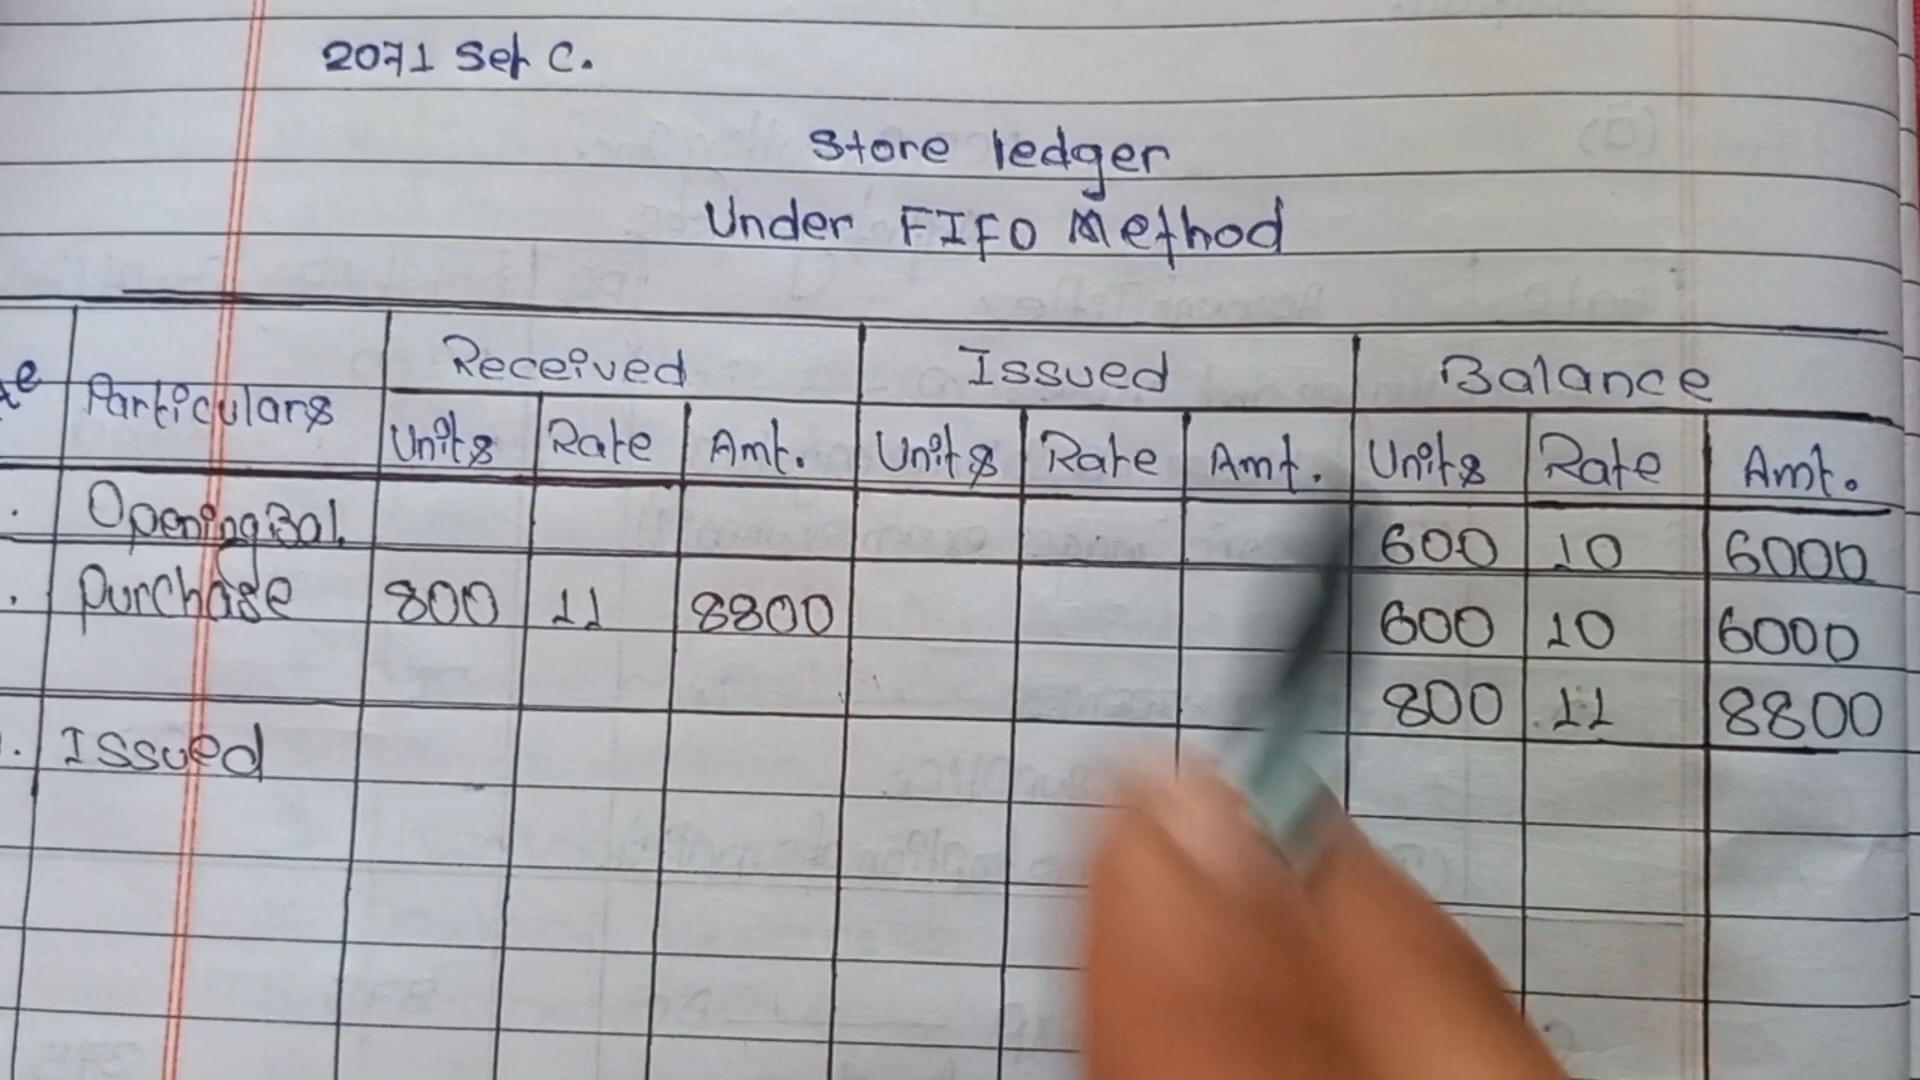 2071 Set C.
Store ledger
Under FIFO Method
Particulars Received Issued Balance
Units Rate Amt. Units Rate Amt. Units Rate Amt.
Opening Bal. 600 10 6000
Purchase 800 11 8800 600 10 6000
800 11 8800
Issued